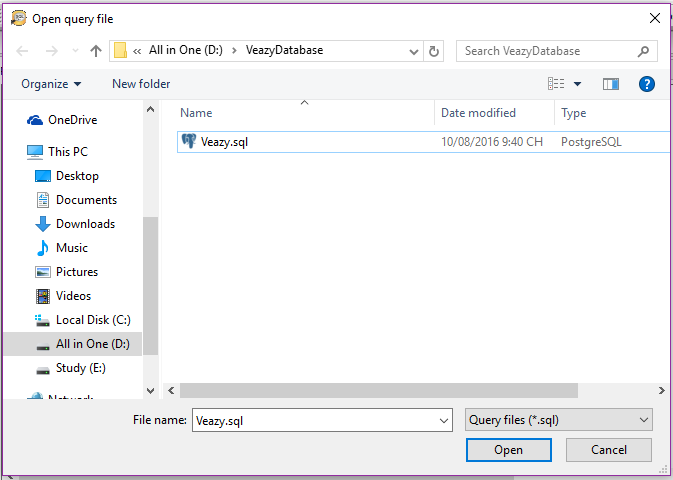 Open query file
« All in One (D:) › VeazyDatabase
Search VeazyDatabase
Organize
New folder
Name
Date modified
Type
OneDrive
This PC
Desktop
Documents
Downloads
Music
Pictures
Videos
Local Disk (C:)
All in One (D:)
Study (E:)
Network
Veazy.sql
10/08/2016 9:40 CH
PostgreSQL
File name:
Veazy.sql
Query files (*.sql)
Open
Cancel